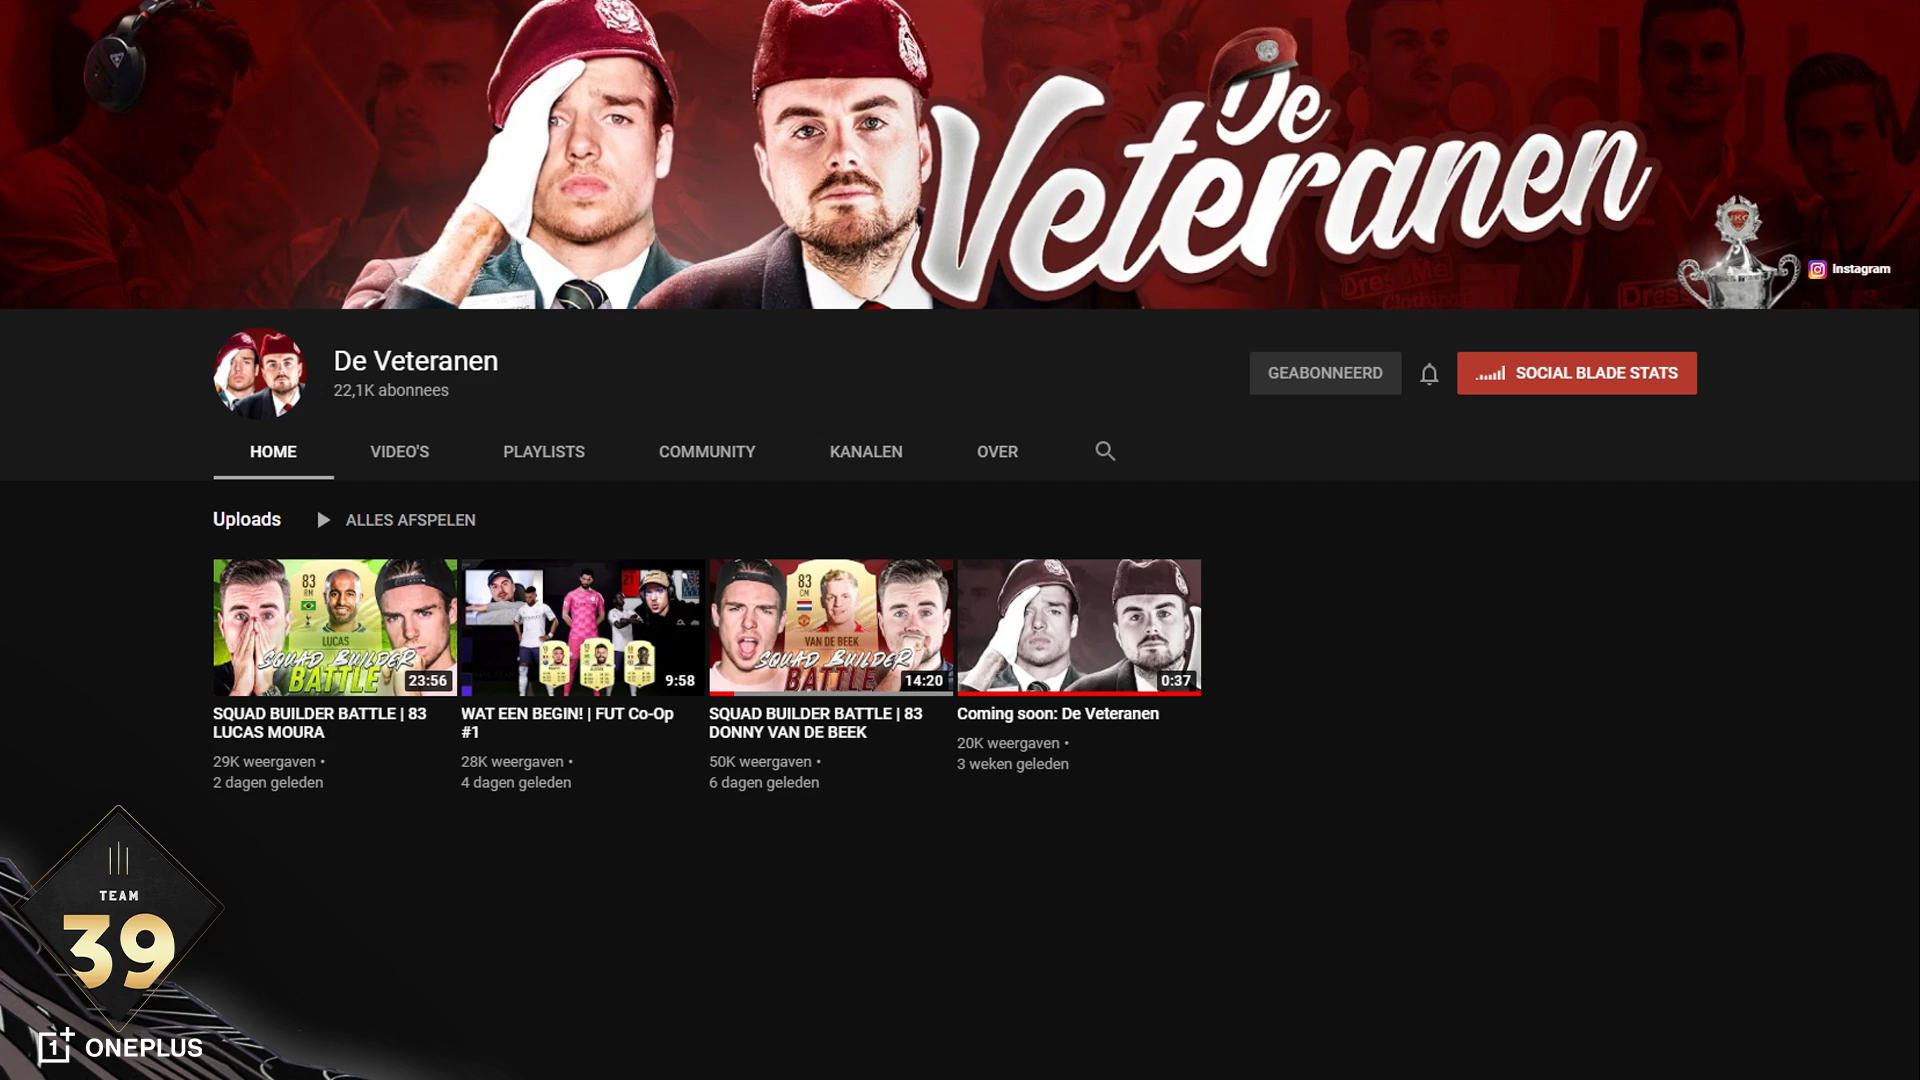 De
Veteranen
Instagram
De Veteranen
22,1K abonnees
GEABONNEERD
SOCIAL BLADE STATS
HOME
VIDEO'S
PLAYLISTS
COMMUNITY
KANALEN
OVER
Uploads
ALLES AFSPELEN
83
RM
LUCAS
SQUAD BUILDER
BATTLE
23:56
9:58
83
CM
VAN DE BEEK
SQUAD BUILDER
BATTLE
14:20
0:37
SQUAD BUILDER BATTLE | 83
LUCAS MOURA
29K weergaven •
2 dagen geleden
WAT EEN BEGIN! | FUT Co-Op
#1
28K weergaven •
4 dagen geleden
SQUAD BUILDER BATTLE | 83
DONNY VAN DE BEEK
50K weergaven •
6 dagen geleden
Coming soon: De Veteranen
20K weergaven •
3 weken geleden
TEAM
39
1+ ONEPLUS